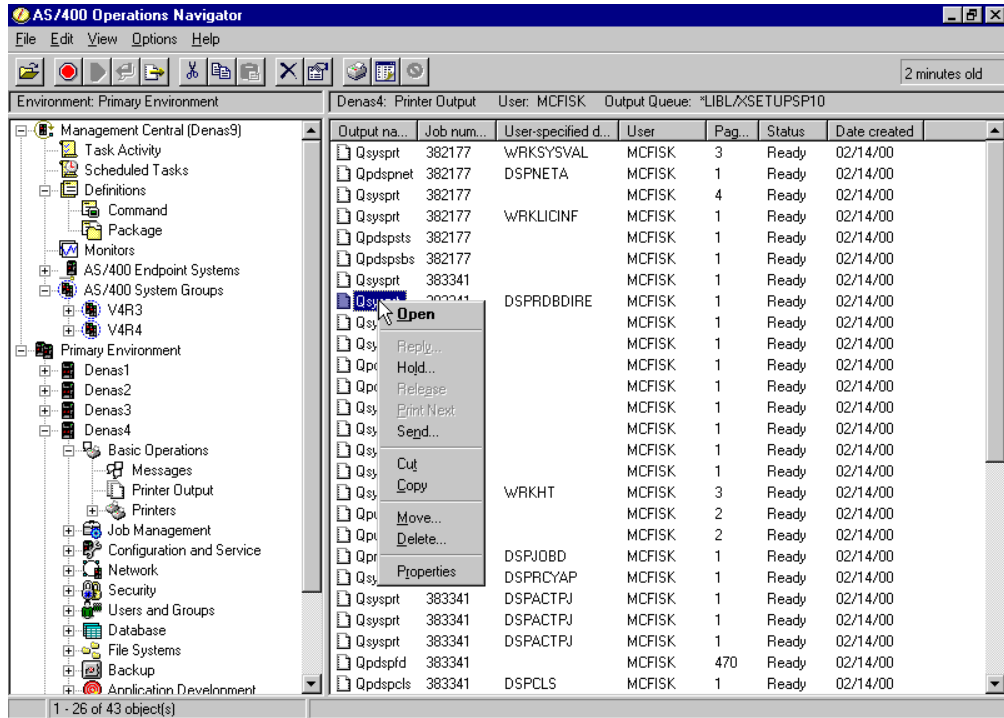 AS/400 Operations Navigator
File Edit View Options Help
2 minutes old
Environment: Primary Environment
Denas4: Printer Output User: MCFISK Output Queue: *LIBL/XSETUPSP10
Management Central (Denas9)
Task Activity
Scheduled Tasks
Definitions
Command
Package
Monitors
AS/400 Endpoint Systems
AS/400 System Groups
V4R3
V4R4
Primary Environment
Denas1
Denas2
Denas3
Denas4
Basic Operations
Messages
Printer Output
Printers
Job Management
Configuration and Service
Network
Security
Users and Groups
Database
File Systems
Backup
Application Development
Output na... Job num... User-specified d... User Pag... Status Date created
Qsysprt 382177 WRKSYSVAL MCFISK 3 Ready 02/14/00
Qpdspnet 382177 DSPNETA MCFISK 1 Ready 02/14/00
Qsysprt 382177 MCFISK 4 Ready 02/14/00
Qsysprt 382177 WRKLICINF MCFISK 1 Ready 02/14/00
Qpdspsts 382177 MCFISK 1 Ready 02/14/00
Qpdspsbs 382177 MCFISK 1 Ready 02/14/00
Qsysprt 383341 MCFISK 1 Ready 02/14/00
DSPRDBDIRE MCFISK 1 Ready 02/14/00
Qsy MCFISK 1 Ready 02/14/00
Qsy MCFISK 1 Ready 02/14/00
MCFISK 1 Ready 02/14/00
MCFISK 1 Ready 02/14/00
Qsy MCFISK 1 Ready 02/14/00
Qsy MCFISK 1 Ready 02/14/00
Qsy MCFISK 1 Ready 02/14/00
Qsy MCFISK 1 Ready 02/14/00
Qsy WRKHT MCFISK 3 Ready 02/14/00
MCFISK 2 Ready 02/14/00
MCFISK 2 Ready 02/14/00
DSPJOBD MCFISK 1 Ready 02/14/00
Qsy DSPRCYAP MCFISK 1 Ready 02/14/00
Qsysprt 383341 DSPACTPJ MCFISK 1 Ready 02/14/00
Qsysprt 383341 DSPACTPJ MCFISK 1 Ready 02/14/00
Qsysprt 383341 DSPACTPJ MCFISK 1 Ready 02/14/00
Qpdspfd 383341 MCFISK 470 Ready 02/14/00
Qpdspcls 383341 DSPCLS MCFISK 1 Ready 02/14/00
Open
Reply...
Hold...
Release
Print Next
Send...
Cut
Copy
Move...
Delete...
Properties
1 - 26 of 43 object(s)